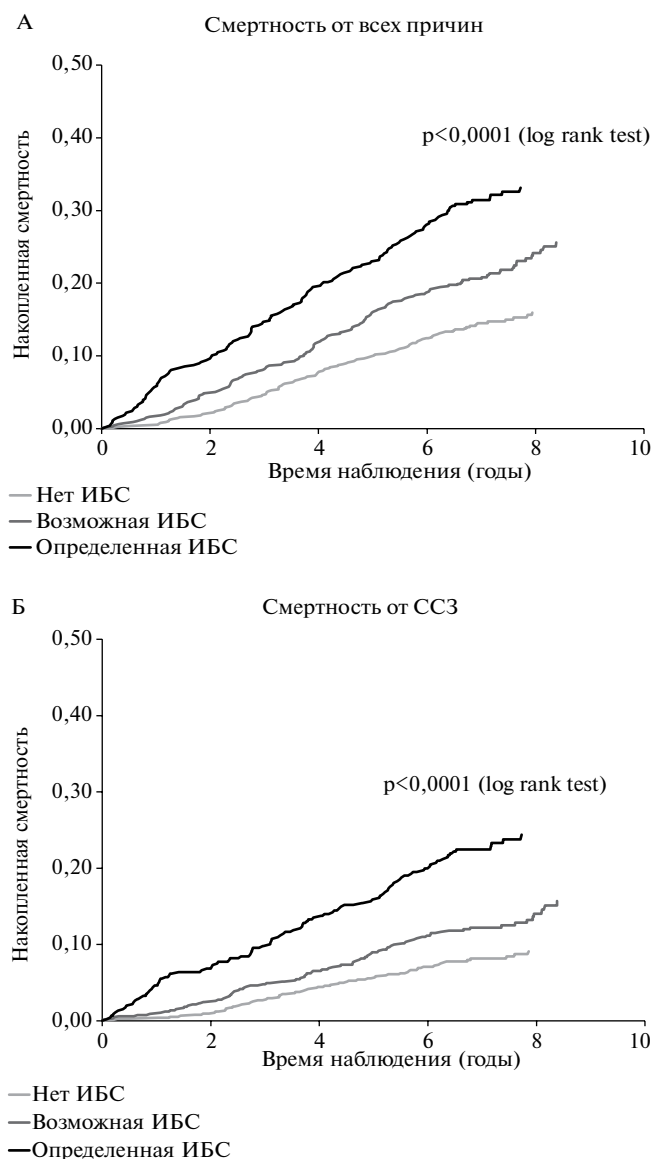 А
Смертность от всех причин
Накопленная смертность
0,50
0,40
0,30
0,20
0,10
0,00
p<0,0001 (log rank test)
0 2 4 6 8 10
Время наблюдения (годы)
Нет ИБС
Возможная ИБС
Определенная ИБС
Б
Смертность от ССЗ
Накопленная смертность
0,50
0,40
0,30
0,20
0,10
0,00
p<0,0001 (log rank test)
0 2 4 6 8 10
Время наблюдения (годы)
Нет ИБС
Возможная ИБС
Определенная ИБС